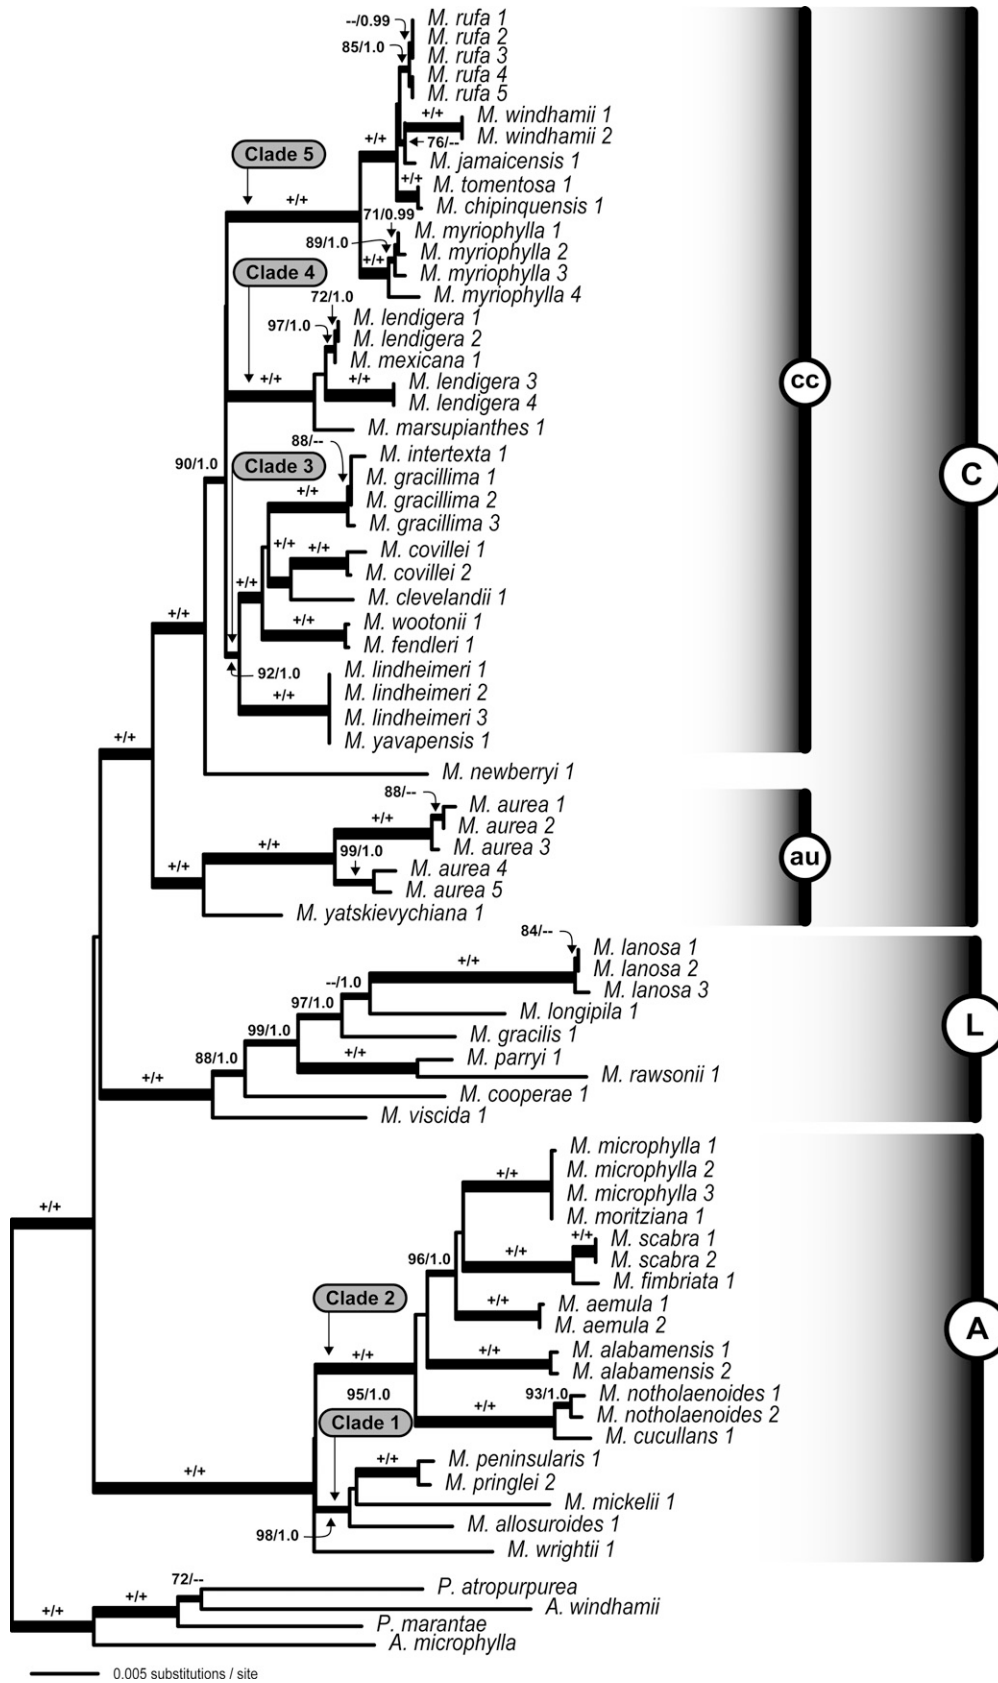 --/0.99
M. rufa 1
M. rufa 2
85/1.0
M. rufa 3
M. rufa 4
M. rufa 5
+/+
M. windhamii 1
M. windhamii 2
+/+
76/--
Clade 5
M. jamaicensis 1
+/+
M. tomentosa 1
+/+
M. chipinquensis 1
71/0.99
M. myriophylla 1
89/1.0
M. myriophylla 2
+/+
M. myriophylla 3
Clade 4
M. myriophylla 4
72/1.0
M. lendigera 1
97/1.0
M. lendigera 2
M. mexicana 1
+/+
+/+
M. lendigera 3
cc
M. lendigera 4
M. marsupianthes 1
88/--
M. intertexta 1
90/1.0
Clade 3
M. gracillima 1
C
+/+
M. gracillima 2
M. gracillima 3
+/+
+/+
M. covillei 1
M. covillei 2
+/+
M. clevelandii 1
+/+
+/+
M. wootonii 1
M. fendleri 1
92/1.0
M. lindheimeri 1
+/+
M. lindheimeri 2
M. lindheimeri 3
+/+
M. yavapensis 1
M. newberryi 1
88/--
M. aurea 1
+/+
M. aurea 2
M. aurea 3
+/+
99/1.0
au
+/+
M. aurea 4
M. aurea 5
M. yatskievychiana 1
84/--
M. lanosa 1
+/+
M. lanosa 2
--/1.0
M. lanosa 3
97/1.0
M. longipila 1
L
99/1.0
M. gracilis 1
88/1.0
+/+
M. parryi 1
+/+
M. rawsonii 1
M. cooperae 1
M. viscida 1
M. microphylla 1
+/+
M. microphylla 2
M. microphylla 3
+/+
M. moritziana 1
+/+
M. scabra 1
96/1.0
+/+
M. scabra 2
M. fimbriata 1
Clade 2
+/+
M. aemula 1
A
M. aemula 2
+/+
+/+
M. alabamensis 1
M. alabamensis 2
95/1.0
93/1.0
M. notholaenoides 1
+/+
M. notholaenoides 2
Clade 1
M. cucullans 1
+/+
M. peninsularis 1
+/+
M. pringlei 2
M. mickelii 1
98/1.0
M. allosuroides 1
M. wrightii 1
72/--
P. atropurpurea
+/+
A. windhamii
+/+
P. marantae
A. microphylla
0.005 substitutions / site